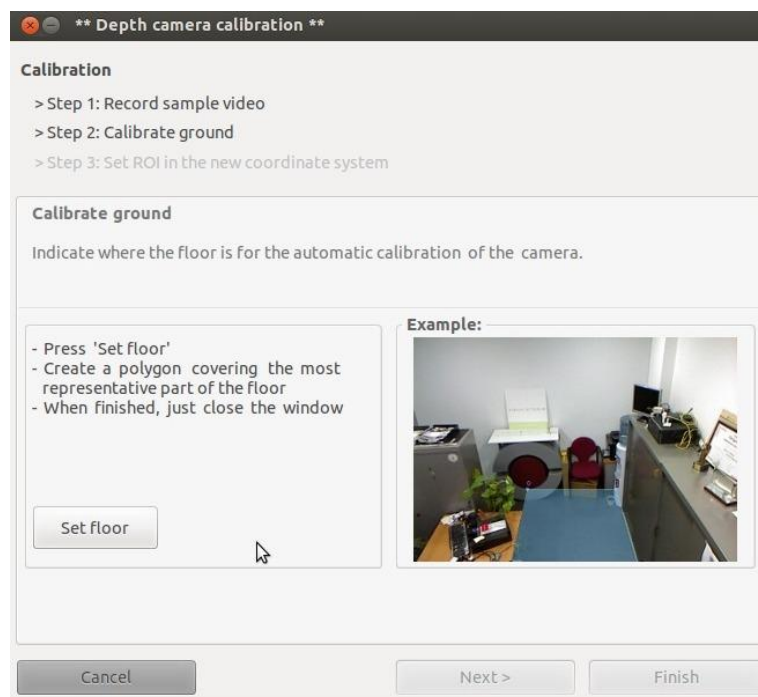 ** Depth camera calibration **
Calibration
> Step 1: Record sample video
> Step 2: Calibrate ground
> Step 3: Set ROI in the new coordinate system
Calibrate ground
Indicate where the floor is for the automatic calibration of the camera.
- Press 'Set floor'
- Create a polygon covering the most
representative part of the floor
- When finished, just close the window
Set floor
Example:
Cancel
Next >
Finish